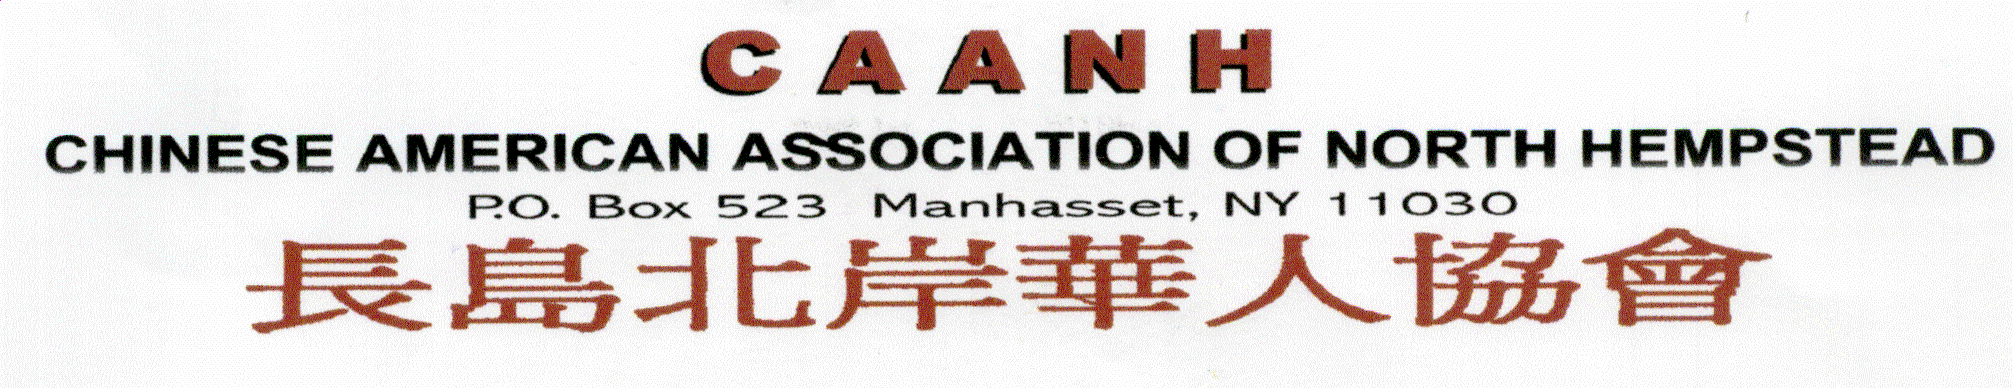 C A A N H
CHINESE AMERICAN ASSOCIATION OF NORTH HEMPSTEAD
P.O. Box 523 Manhasset, NY 11030
長島北岸華人協會